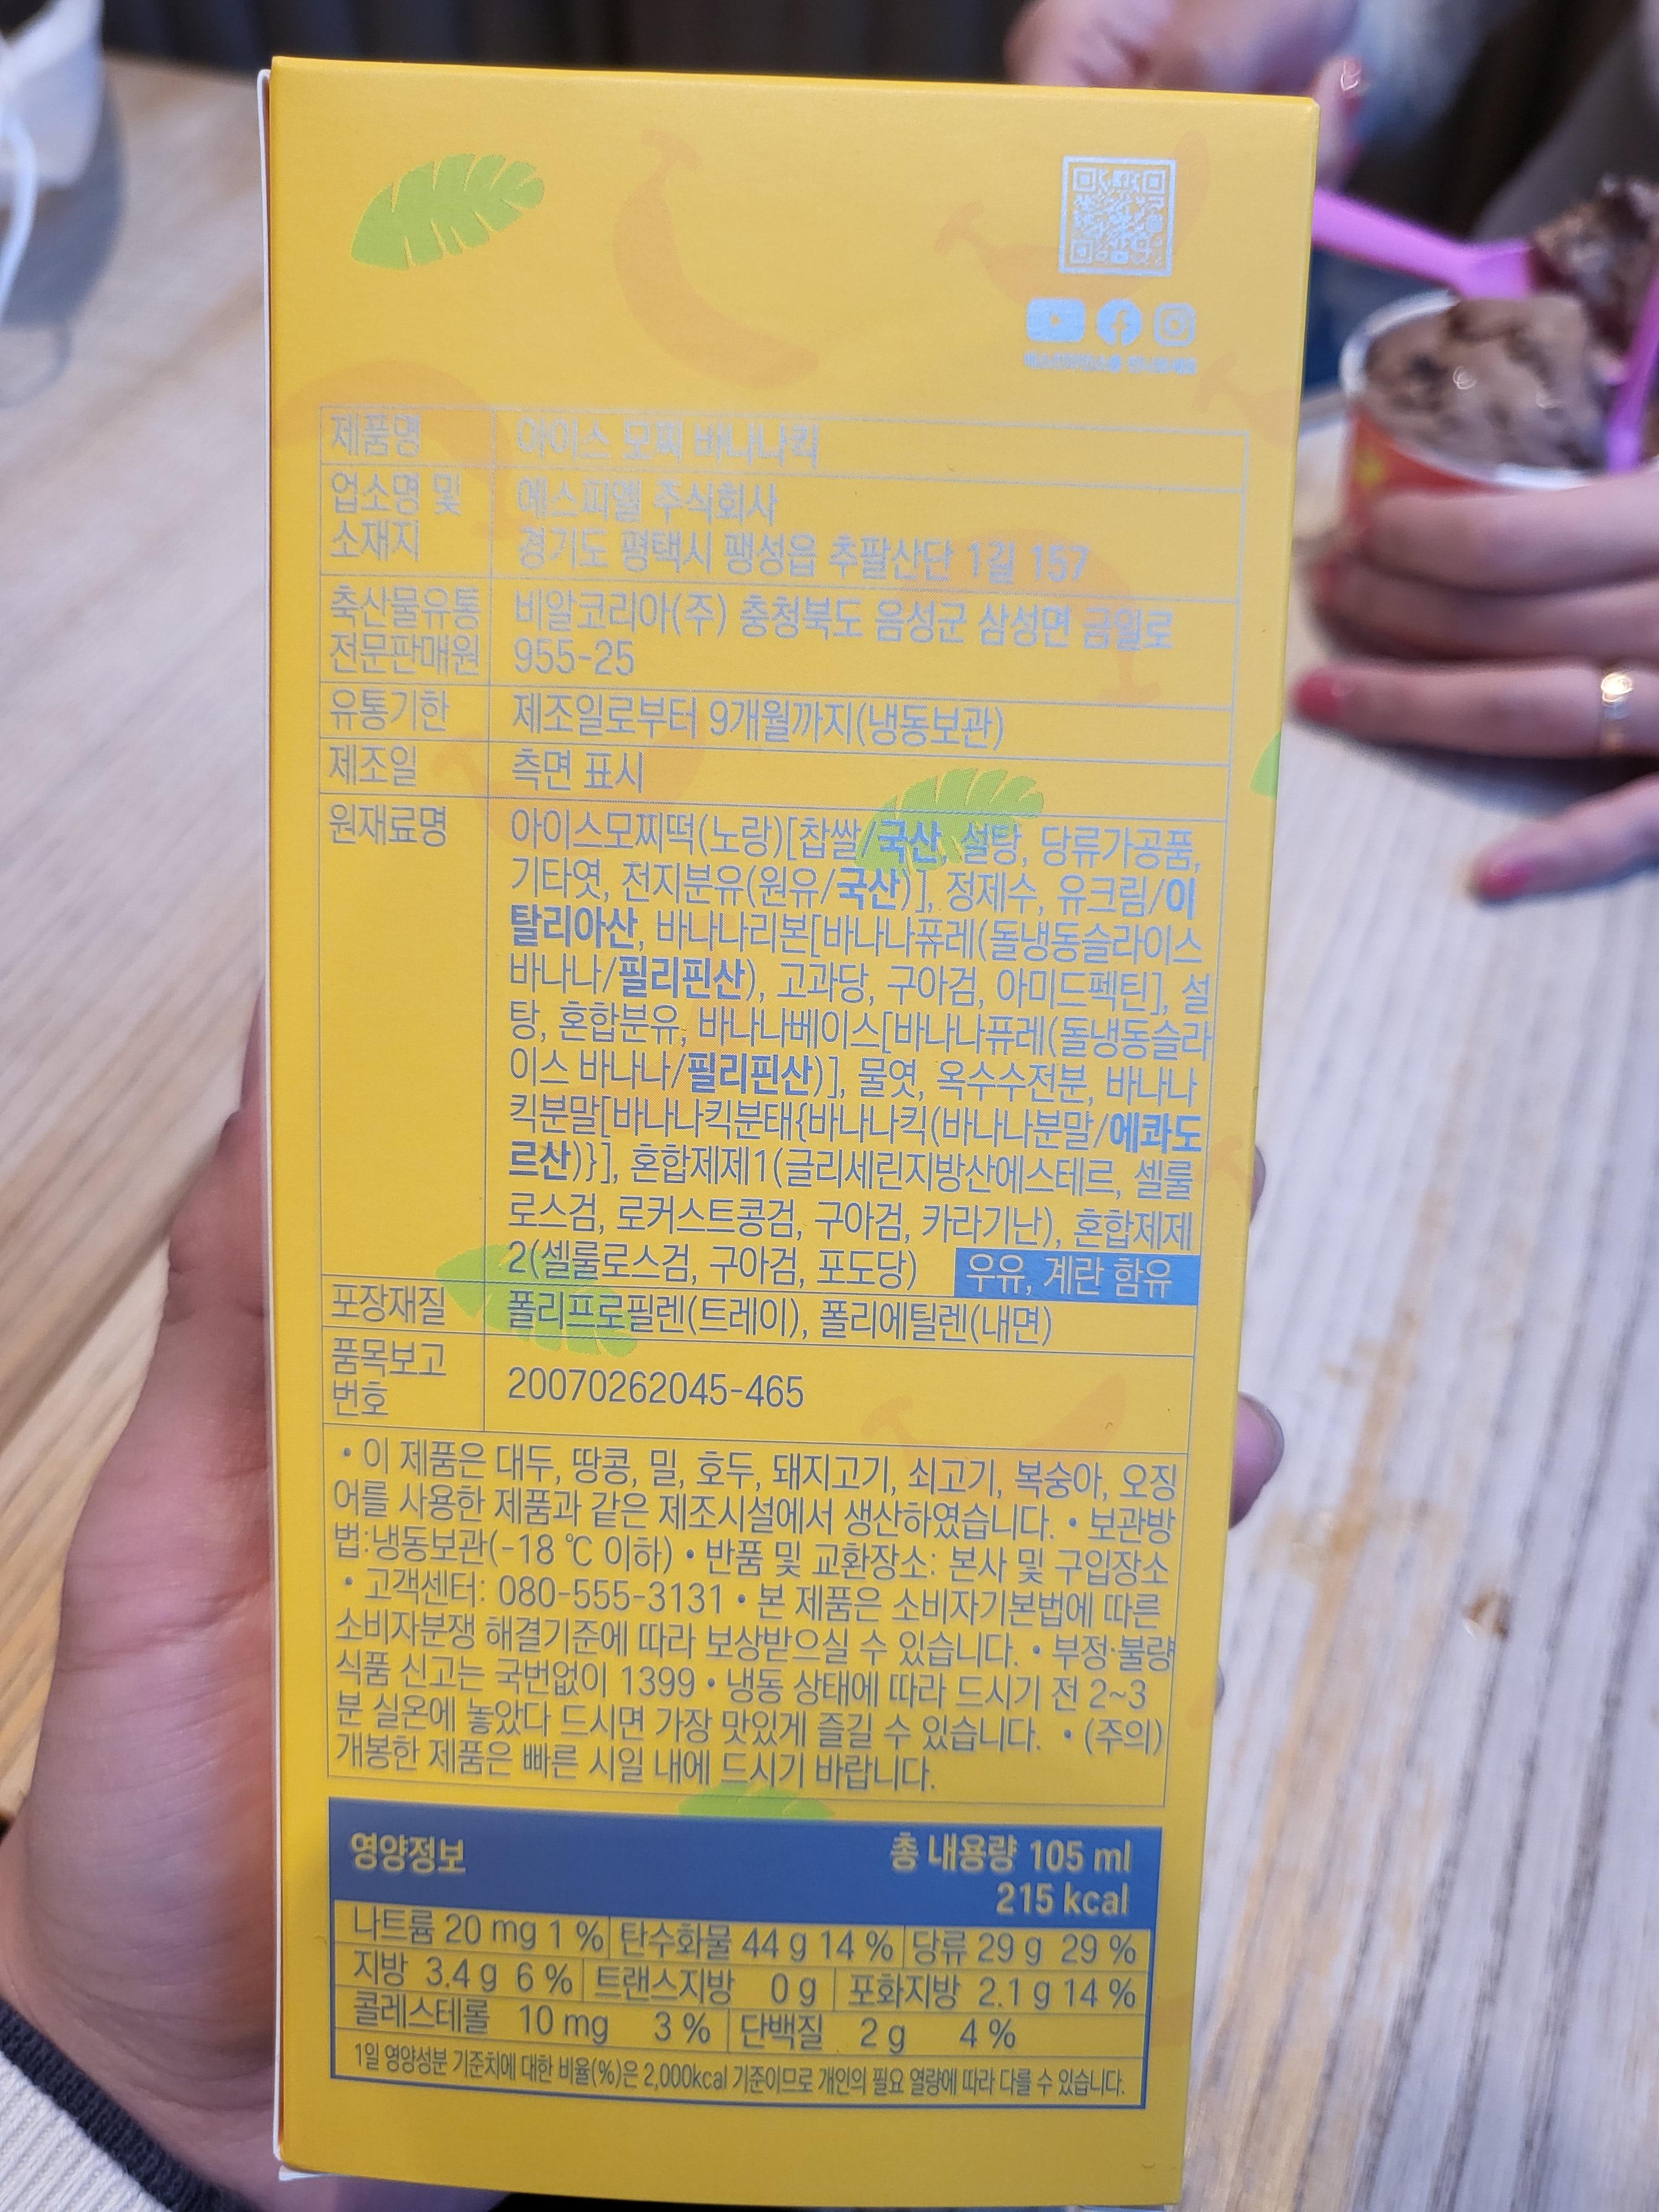 배스킨라빈스를 만나보세요
제품명 아이스 모찌 바나나킥
업소명 및 에스피엘 주식회사
소재지 경기도 평택시 팽성읍 추팔산단 1길 157
축산물유통 비알코리아(주) 충청북도 음성군 삼성면 금일로
전문판매원 955-25
유통기한 제조일로부터 9개월까지(냉동보관)
제조일 측면 표시
원재료명 아이스모찌떡(노랑)[찹쌀/국산, 설탕, 당류가공품,
기타엿, 전지분유(원유/국산)], 정제수, 유크림/이
탈리아산, 바나나리본[바나나퓨레(돌냉동슬라이스
바나나/필리핀산), 고과당, 구아검, 아미드펙틴], 설
탕, 혼합분유, 바나나베이스[바나나퓨레(돌냉동슬라
이스 바나나/필리핀산)], 물엿, 옥수수전분, 바나나
킥분말[바나나킥분태{바나나킥(바나나분말/에콰도
르산)}], 혼합제제1(글리세린지방산에스테르, 셀룰
로스검, 로커스트콩검, 구아검, 카라기난), 혼합제제
2(셀룰로스검, 구아검, 포도당) 우유, 계란 함유
포장재질 폴리프로필렌(트레이), 폴리에틸렌(내면)
품목보고
번호 20070262045-465
• 이 제품은 대두, 땅콩, 밀, 호두, 돼지고기, 쇠고기, 복숭아, 오징
어를 사용한 제품과 같은 제조시설에서 생산하였습니다. • 보관방
법:냉동보관(-18 ℃ 이하) • 반품 및 교환장소: 본사 및 구입장소
• 고객센터: 080-555-3131 • 본 제품은 소비자기본법에 따른
소비자분쟁 해결기준에 따라 보상받으실 수 있습니다. • 부정·불량
식품 신고는 국번없이 1399 • 냉동 상태에 따라 드시기 전 2~3
분 실온에 놓았다 드시면 가장 맛있게 즐길 수 있습니다. • (주의)
개봉한 제품은 빠른 시일 내에 드시기 바랍니다.
영양정보 총 내용량 105 ml
215 kcal
나트륨 20 mg 1 % 탄수화물 44 g 14 % 당류 29 g 29 %
지방 3.4 g 6 % 트랜스지방 0 g 포화지방 2.1 g 14 %
콜레스테롤 10 mg 3 % 단백질 2 g 4 %
1일 영양성분 기준치에 대한 비율(%)은 2,000kcal 기준이므로 개인의 필요 열량에 따라 다를 수 있습니다.